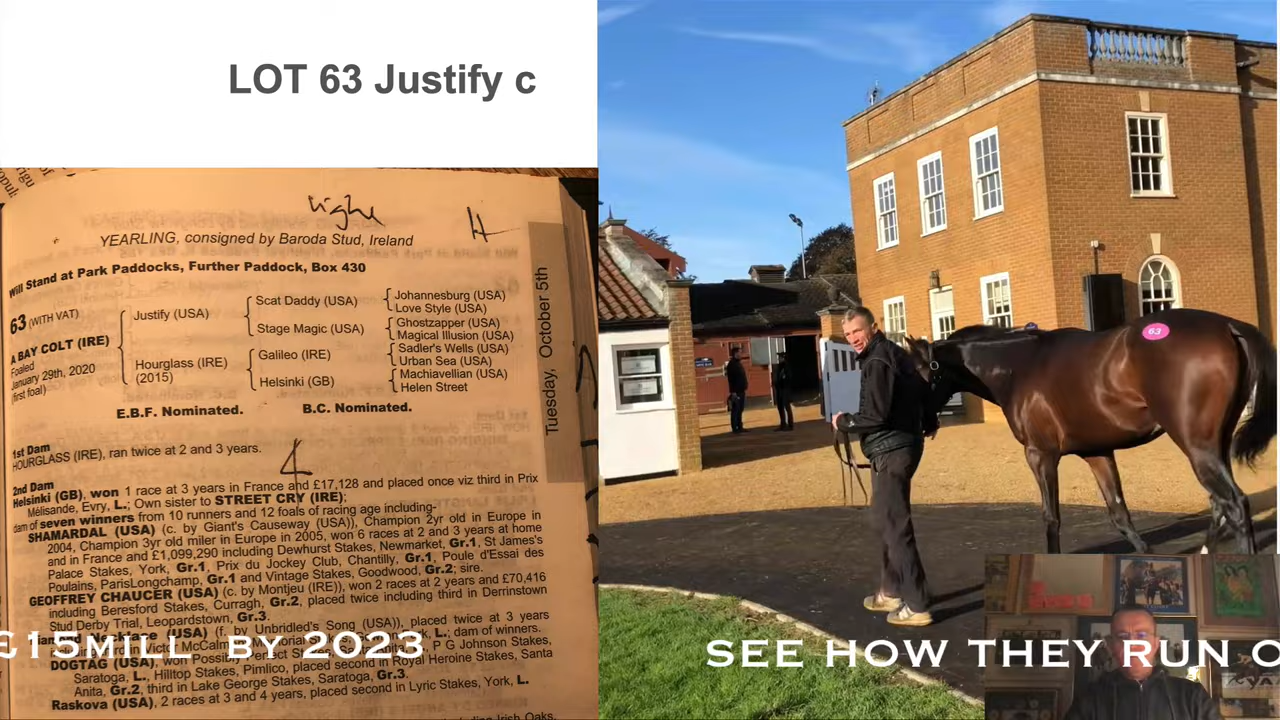 LOT 63 Justify c
4
YEARLING, consigned by Baroda Stud, Ireland
Will Stand at Park Paddocks, Further Paddock, Box 430
63 (WITH VAT)
A BAY COLT (IRE)
Foaled
January 29th, 2020
(first foal)
Justify (USA)
Hourglass (IRE)
(2015)
Scat Daddy (USA)
Stage Magic (USA)
Galileo (IRE)
Helsinki (GB)
Johannesburg (USA)
Love Style (USA)
Ghostzapper (USA)
Magical Illusion (USA)
Sadler's Wells (USA)
Urban Sea (USA)
Machiavellian (USA)
Helen Street
E.B.F. Nominated. B.C. Nominated.
Tuesday, October 5th
1st Dam
HOURGLASS (IRE), ran twice at 2 and 3 years.
4
2nd Dam
Helsinki (GB), won 1 race at 3 years in France and £17,128 and placed once viz third in Prix
Mélisande, Evry, L.; Own sister to STREET CRY (IRE);
dam of seven winners from 10 runners and 12 foals of racing age including-
SHAMARDAL (USA) (c. by Giant's Causeway (USA)), Champion 2yr old in Europe in
2004, Champion 3yr old miler in Europe in 2005, won 6 races at 2 and 3 years at home
and in France and £1,099,290 including Dewhurst Stakes, Newmarket, Gr.1, St James's
Palace Stakes, York, Gr.1, Prix du Jockey Club, Chantilly, Gr.1, Poule d'Essai des
Poulains, ParisLongchamp, Gr.1 and Vintage Stakes, Goodwood, Gr.2; sire.
GEOFFREY CHAUCER (USA) (c. by Montjeu (IRE)), won 2 races at 2 years and £70,416
including Beresford Stakes, Curragh, Gr.2, placed twice including third in Derrinstown
Stud Derby Trial, Leopardstown, Gr.3.
(USA) (f. by Unbridled's Song (USA)), placed twice at 3 years
L.; dam of winners.
DOGTAG (USA), won Possibly Perfect P G Johnson Stakes,
Saratoga, L., Hilltop Stakes, Pimlico, placed second in Royal Heroine Stakes, Santa
Anita, Gr.2, third in Lake George Stakes, Saratoga, Gr.3.
Raskova (USA), 2 races at 3 and 4 years, placed second in Lyric Stakes, York, L.
63
£15MILL BY 2023
SEE HOW THEY RUN O